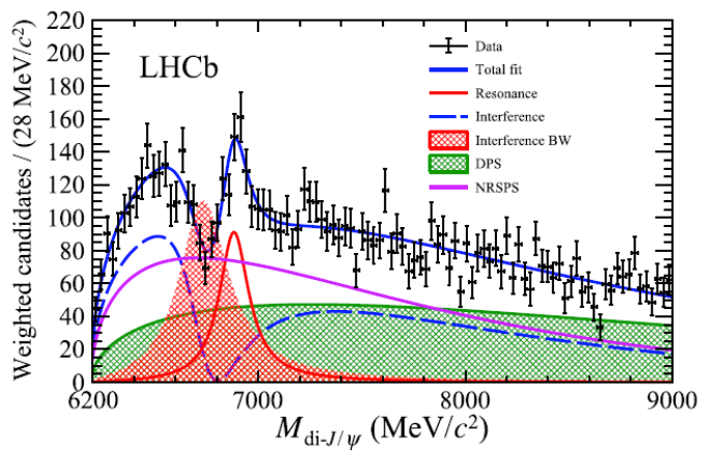 220
200
180
160
140
120
100
80
60
40
20
0
Weighted candidates / (28 MeV/c²)
LHCb
Data
Total fit
Resonance
Interference
Interference BW
DPS
NRSPS
6200
7000
8000
9000
M_di-J/ψ (MeV/c²)